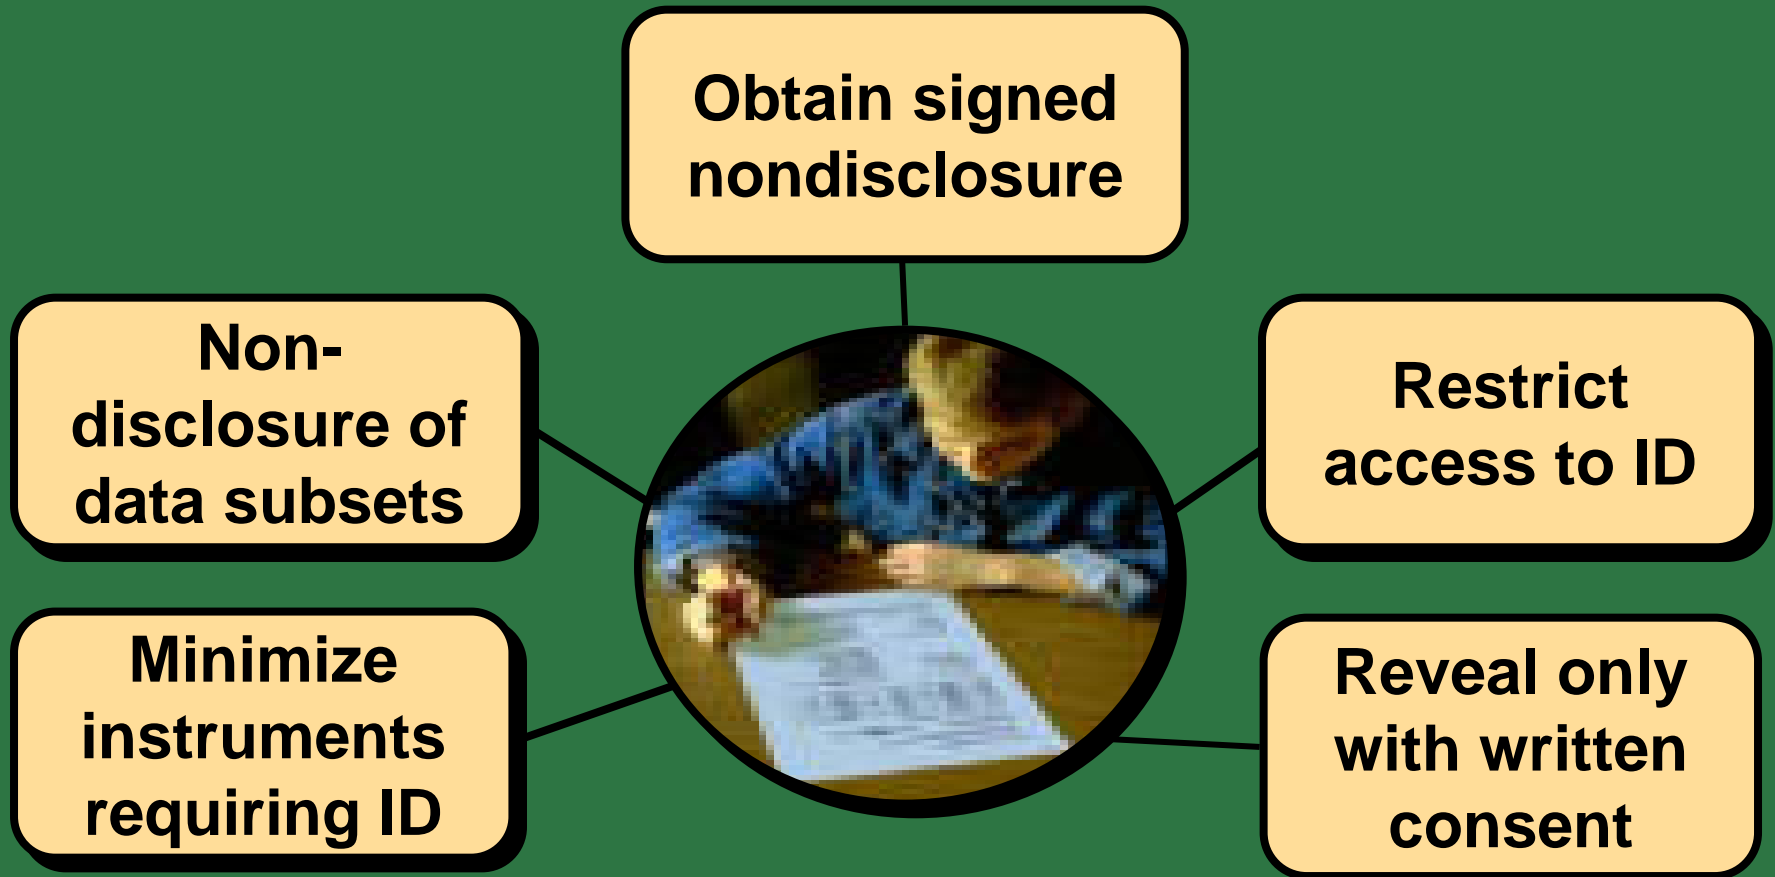 Obtain signed
nondisclosure
Non-
disclosure of
data subsets
Restrict
access to ID
Minimize
instruments
requiring ID
Reveal only
with written
consent